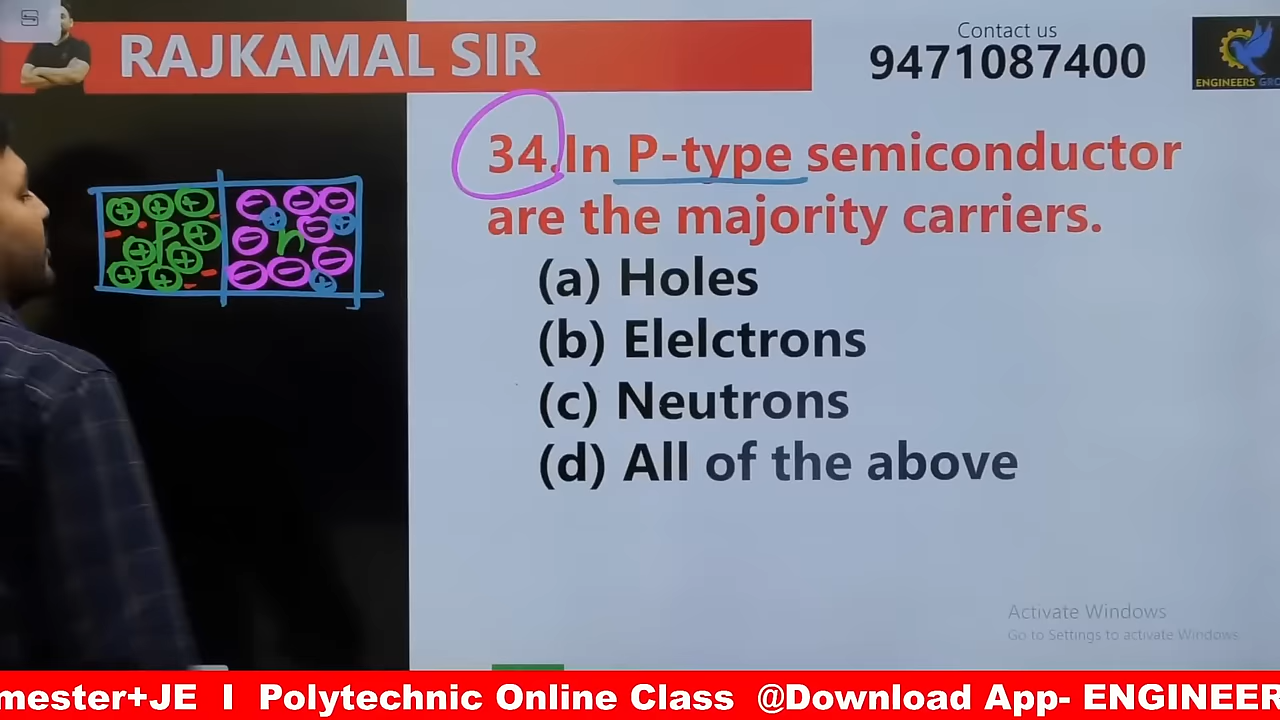 RAJKAMAL SIR
Contact us
9471087400
ENGINEERS GRO
34.In P-type semiconductor
are the majority carriers.
(a) Holes
(b) Elelctrons
(c) Neutrons
(d) All of the above
P
n
Activate Windows
Go to Settings to activate Windows.
mester+JE I Polytechnic Online Class @Download App- ENGINEER